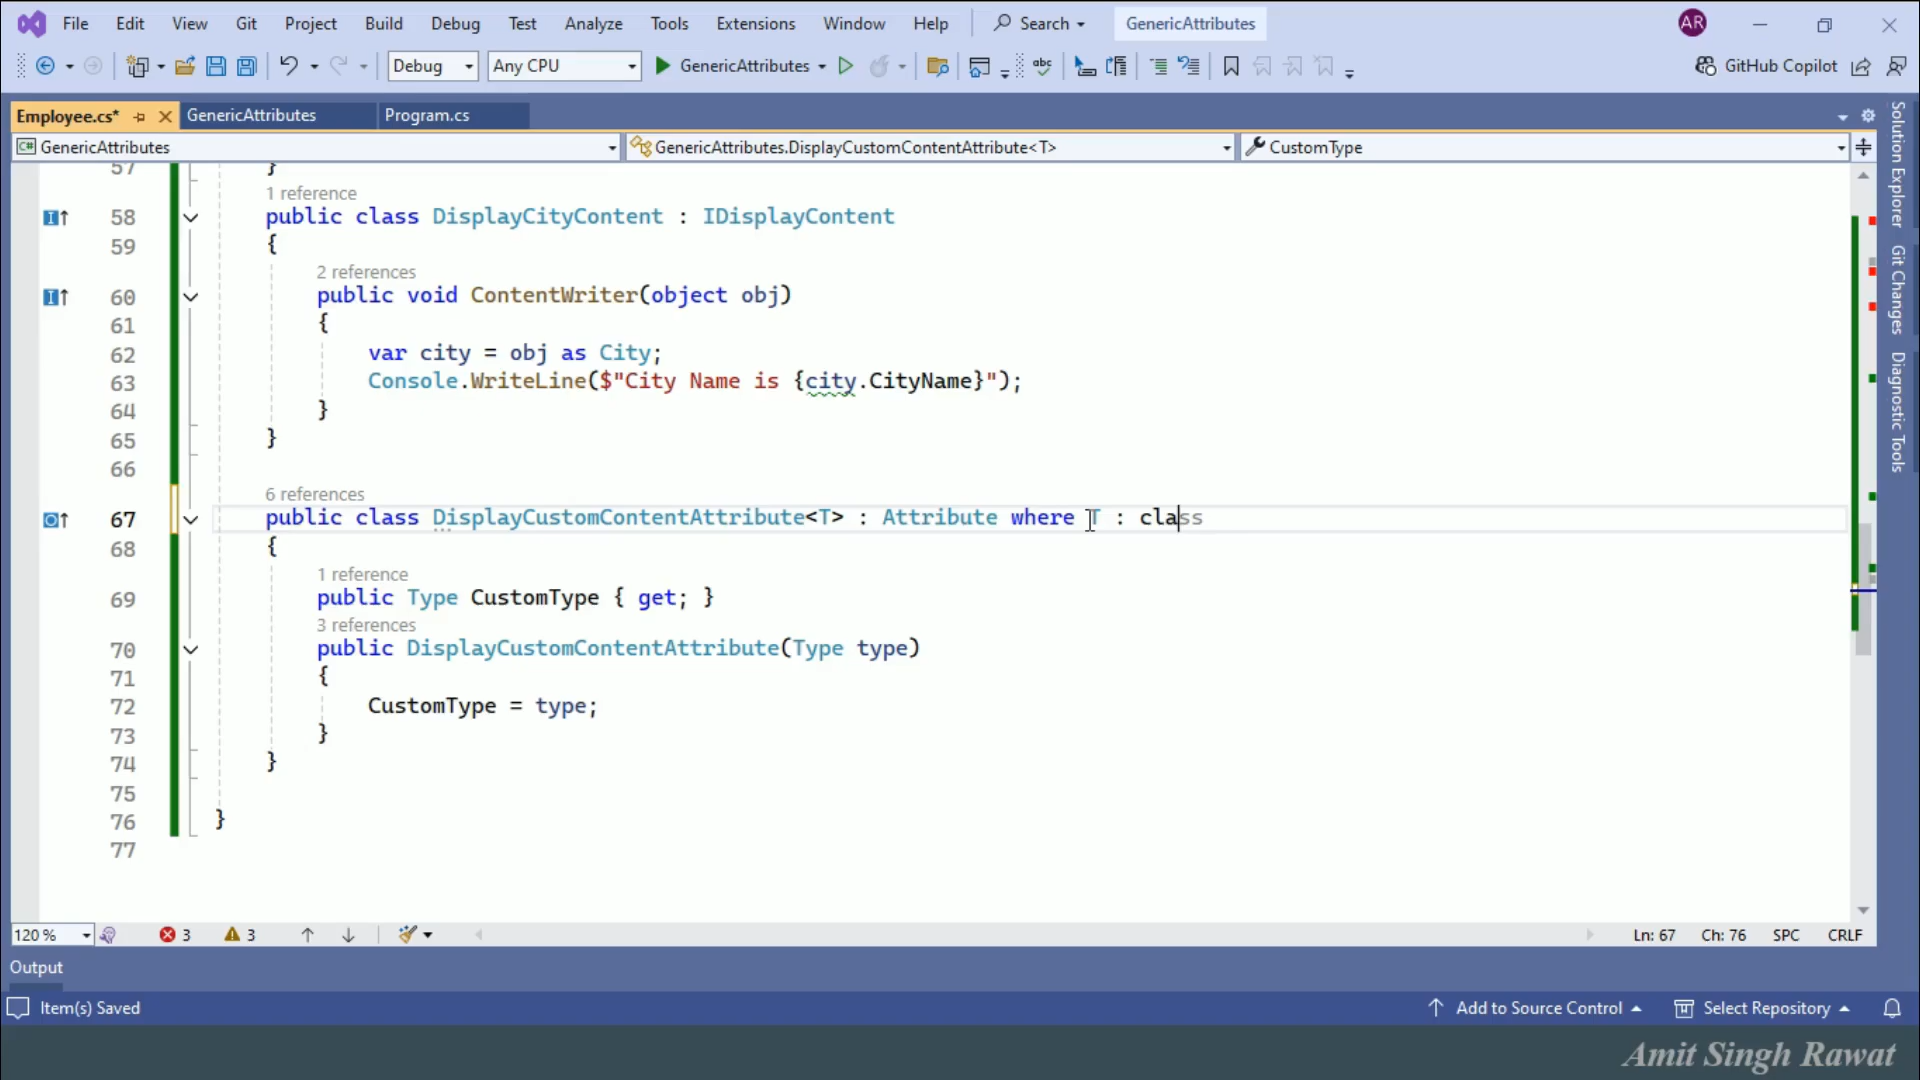 File Edit View Git Project Build Debug Test Analyze Tools Extensions Window Help Search GenericAttributes AR
Debug Any CPU GenericAttributes GitHub Copilot
Employee.cs* GenericAttributes Program.cs
C# GenericAttributes GenericAttributes.DisplayCustomContentAttribute<T> CustomType
57 }
1 reference
58 public class DisplayCityContent : IDisplayContent
59 {
2 references
60 public void ContentWriter(object obj)
61 {
62 var city = obj as City;
63 Console.WriteLine($"City Name is {city.CityName}");
64 }
65 }
66
6 references
67 public class DisplayCustomContentAttribute<T> : Attribute where T : class
68 {
1 reference
69 public Type CustomType { get; }
3 references
70 public DisplayCustomContentAttribute(Type type)
71 {
72 CustomType = type;
73 }
74 }
75
76 }
77
120 % 3 3 Ln: 67 Ch: 76 SPC CRLF
Output
Item(s) Saved Add to Source Control Select Repository
Solution Explorer
Git Changes
Diagnostic Tools
Amit Singh Rawat